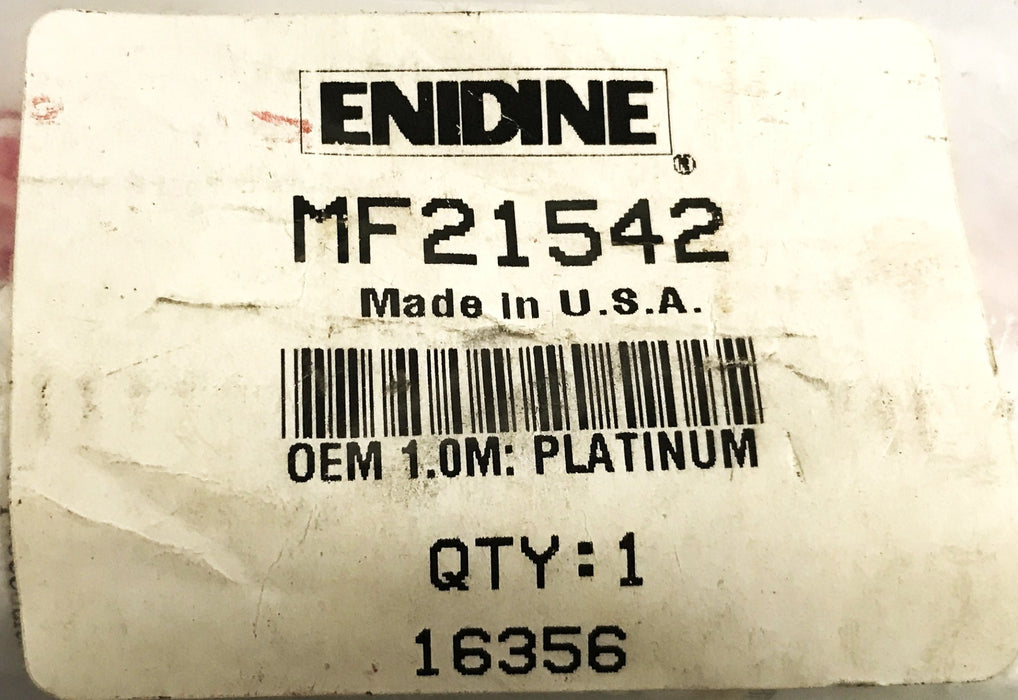 ENIDINE
®
MF21542
Made in U.S.A.
OEM 1.0M: PLATINUM
QTY:1
16356